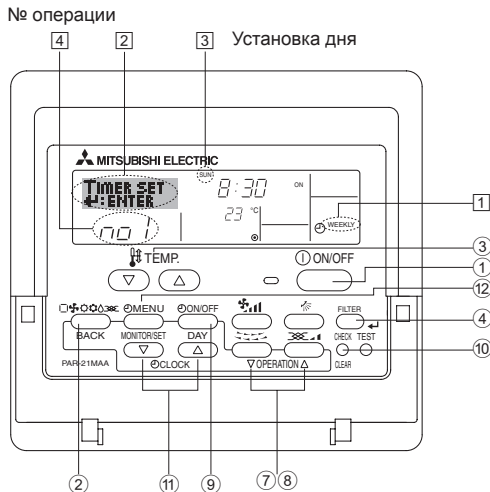 № операции
4 2 3 Установка дня
MITSUBISHI ELECTRIC
TIMER SET
↵:ENTER
SUN
8:30
ON
23 °C
no 1
WEEKLY
1
TEMP.
ON/OFF
3
1
12
MENU
ON/OFF
FILTER
4
BACK
MONITOR/SET
DAY
CHECK TEST
10
PAR-21MAA
CLOCK
▽OPERATION△
CLEAR
2 11 9 7 8